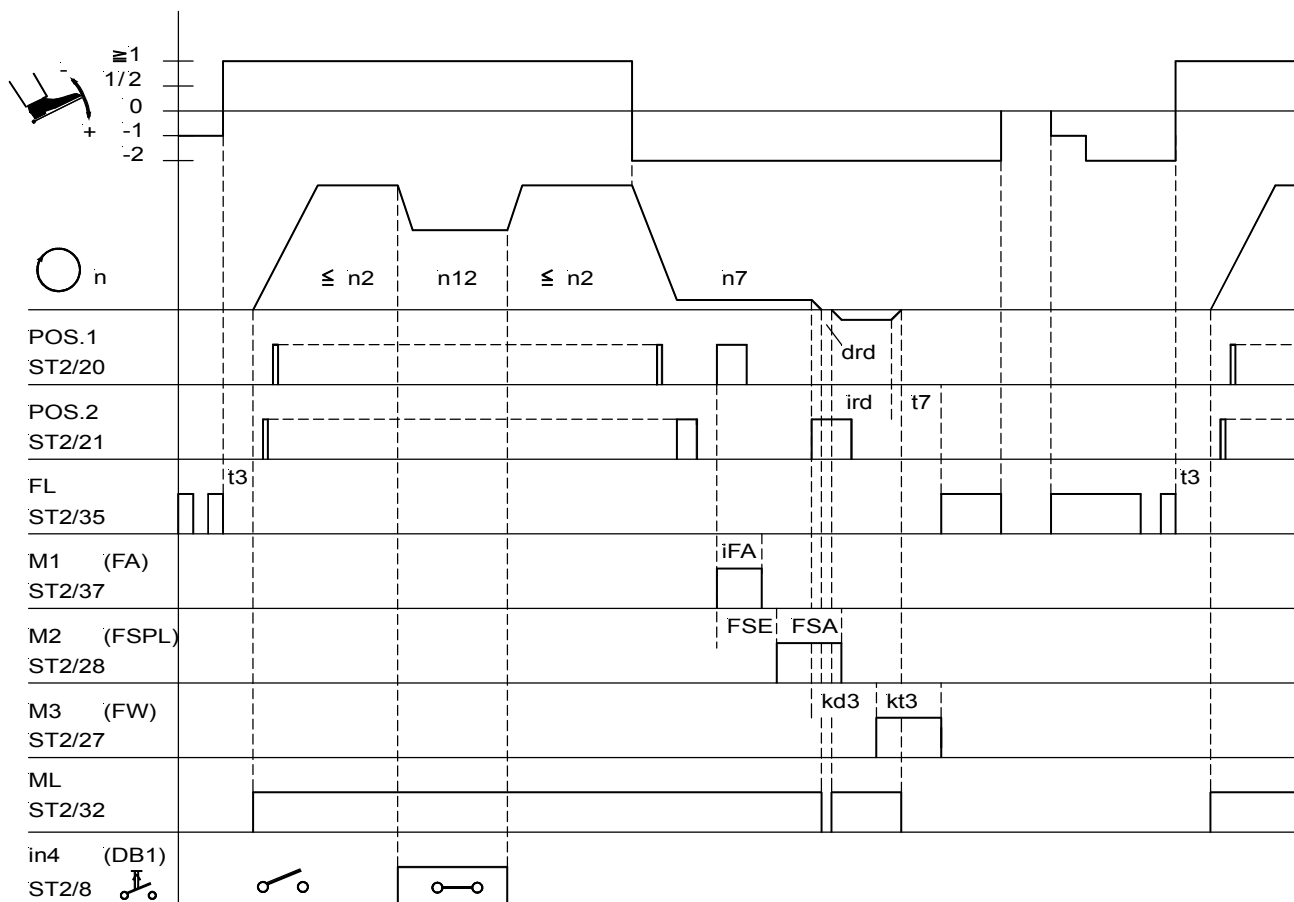 ≧1
1/2
0
-1
-2
-
+
n
≤ n2
n12
≤ n2
n7
POS.1
ST2/20
drd
POS.2
ST2/21
ird
t7
FL
ST2/35
t3
t3
M1 (FA)
ST2/37
iFA
M2 (FSPL)
ST2/28
FSE
FSA
M3 (FW)
ST2/27
kd3
kt3
ML
ST2/32
in4 (DB1)
ST2/8